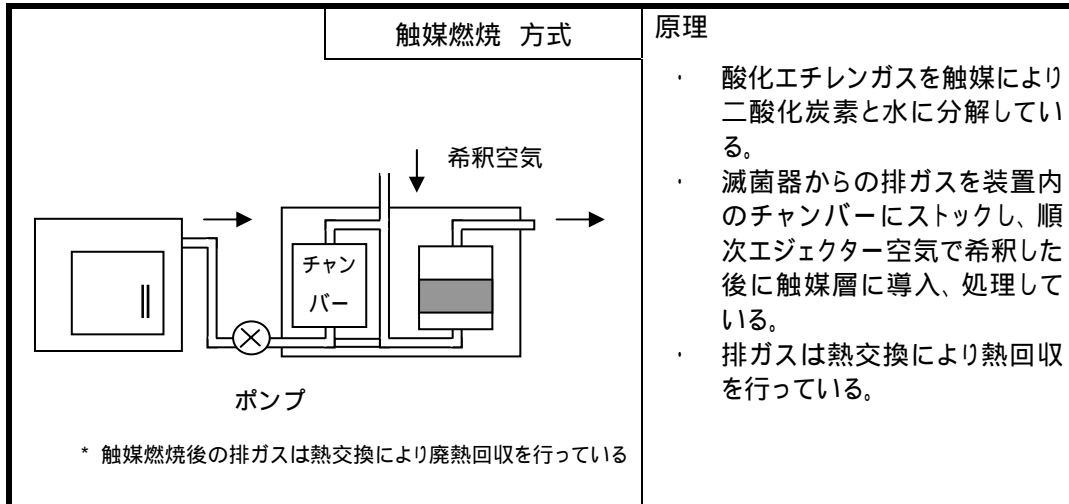 触媒燃焼 方式
希釈空気
チャン
バー
ポンプ
* 触媒燃焼後の排ガスは熱交換により廃熱回収を行っている
原理
・ 酸化エチレンガスを触媒により
二酸化炭素と水に分解してい
る。
・ 滅菌器からの排ガスを装置内
のチャンバーにストックし、順
次エジェクター空気で希釈した
後に触媒層に導入、処理して
いる。
・ 排ガスは熱交換により熱回収
を行っている。